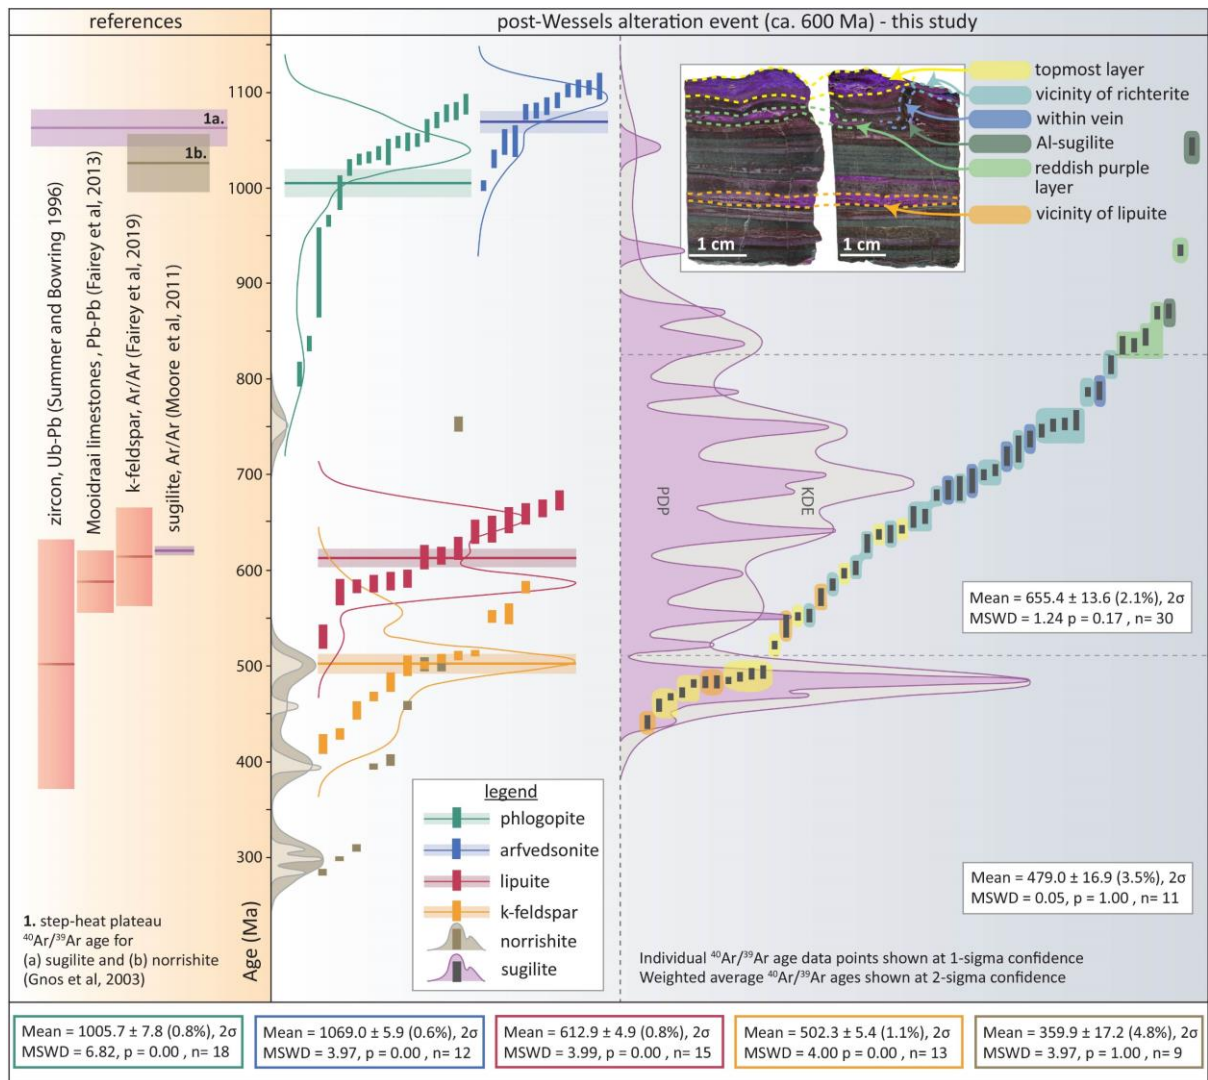 references
post-Wessels alteration event (ca. 600 Ma) - this study
1a.
1b.
zircon, Ub-Pb (Summer and Bowring 1996)
Mooidraai limestones , Pb-Pb (Fairey et al, 2013)
k-feldspar, Ar/Ar (Fairey et al, 2019)
sugilite, Ar/Ar (Moore et al, 2011)
1. step-heat plateau
⁴⁰Ar/³⁹Ar age for
(a) sugilite and (b) norrishite
(Gnos et al, 2003)
Age (Ma)
1100
1000
900
800
700
600
500
400
300
1 cm
1 cm
topmost layer
vicinity of richterite
within vein
Al-sugilite
reddish purple
layer
vicinity of lipuite
PDP
KDE
Mean = 655.4 ± 13.6 (2.1%), 2σ
MSWD = 1.24 p = 0.17 , n= 30
Mean = 479.0 ± 16.9 (3.5%), 2σ
MSWD = 0.05, p = 1.00 , n= 11
legend
phlogopite
arfvedsonite
lipuite
k-feldspar
norrishite
sugilite
Individual ⁴⁰Ar/³⁹Ar age data points shown at 1-sigma confidence
Weighted average ⁴⁰Ar/³⁹Ar ages shown at 2-sigma confidence
Mean = 1005.7 ± 7.8 (0.8%), 2σ
MSWD = 6.82, p = 0.00 , n= 18
Mean = 1069.0 ± 5.9 (0.6%), 2σ
MSWD = 3.97, p = 0.00 , n= 12
Mean = 612.9 ± 4.9 (0.8%), 2σ
MSWD = 3.99, p = 0.00 , n= 15
Mean = 502.3 ± 5.4 (1.1%), 2σ
MSWD = 4.00 p = 0.00 , n= 13
Mean = 359.9 ± 17.2 (4.8%), 2σ
MSWD = 3.97, p = 1.00 , n= 9